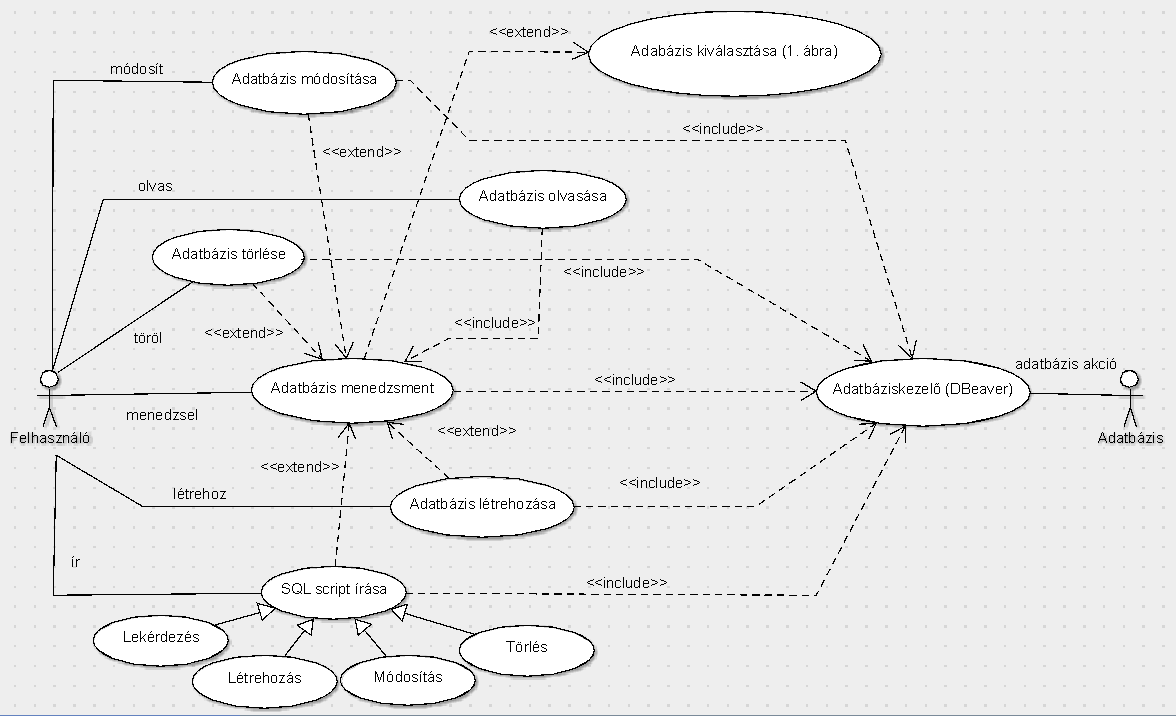 <<extend>>
Adabázis kiválasztása (1. ábra)
módosít
Adatbázis módosítása
<<include>>
<<extend>>
olvas
Adatbázis olvasása
Adatbázis törlése
<<include>>
<<include>>
<<extend>>
töröl
adatbázis akció
<<include>>
Adatbázis menedzsment
Adatbáziskezelő (DBeaver)
menedzsel
<<extend>>
Felhasználó
Adatbázis
<<extend>>
<<include>>
létrehoz
Adatbázis létrehozása
ír
<<include>>
SQL script írása
Lekérdezés
Törlés
Létrehozás
Módosítás